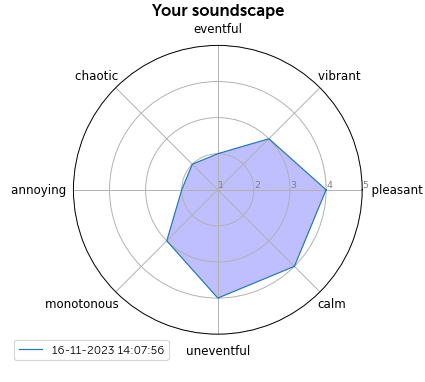 Your soundscape
eventful
chaotic
vibrant
annoying
1 2 3 4 5
pleasant
monotonous
calm
uneventful
16-11-2023 14:07:56